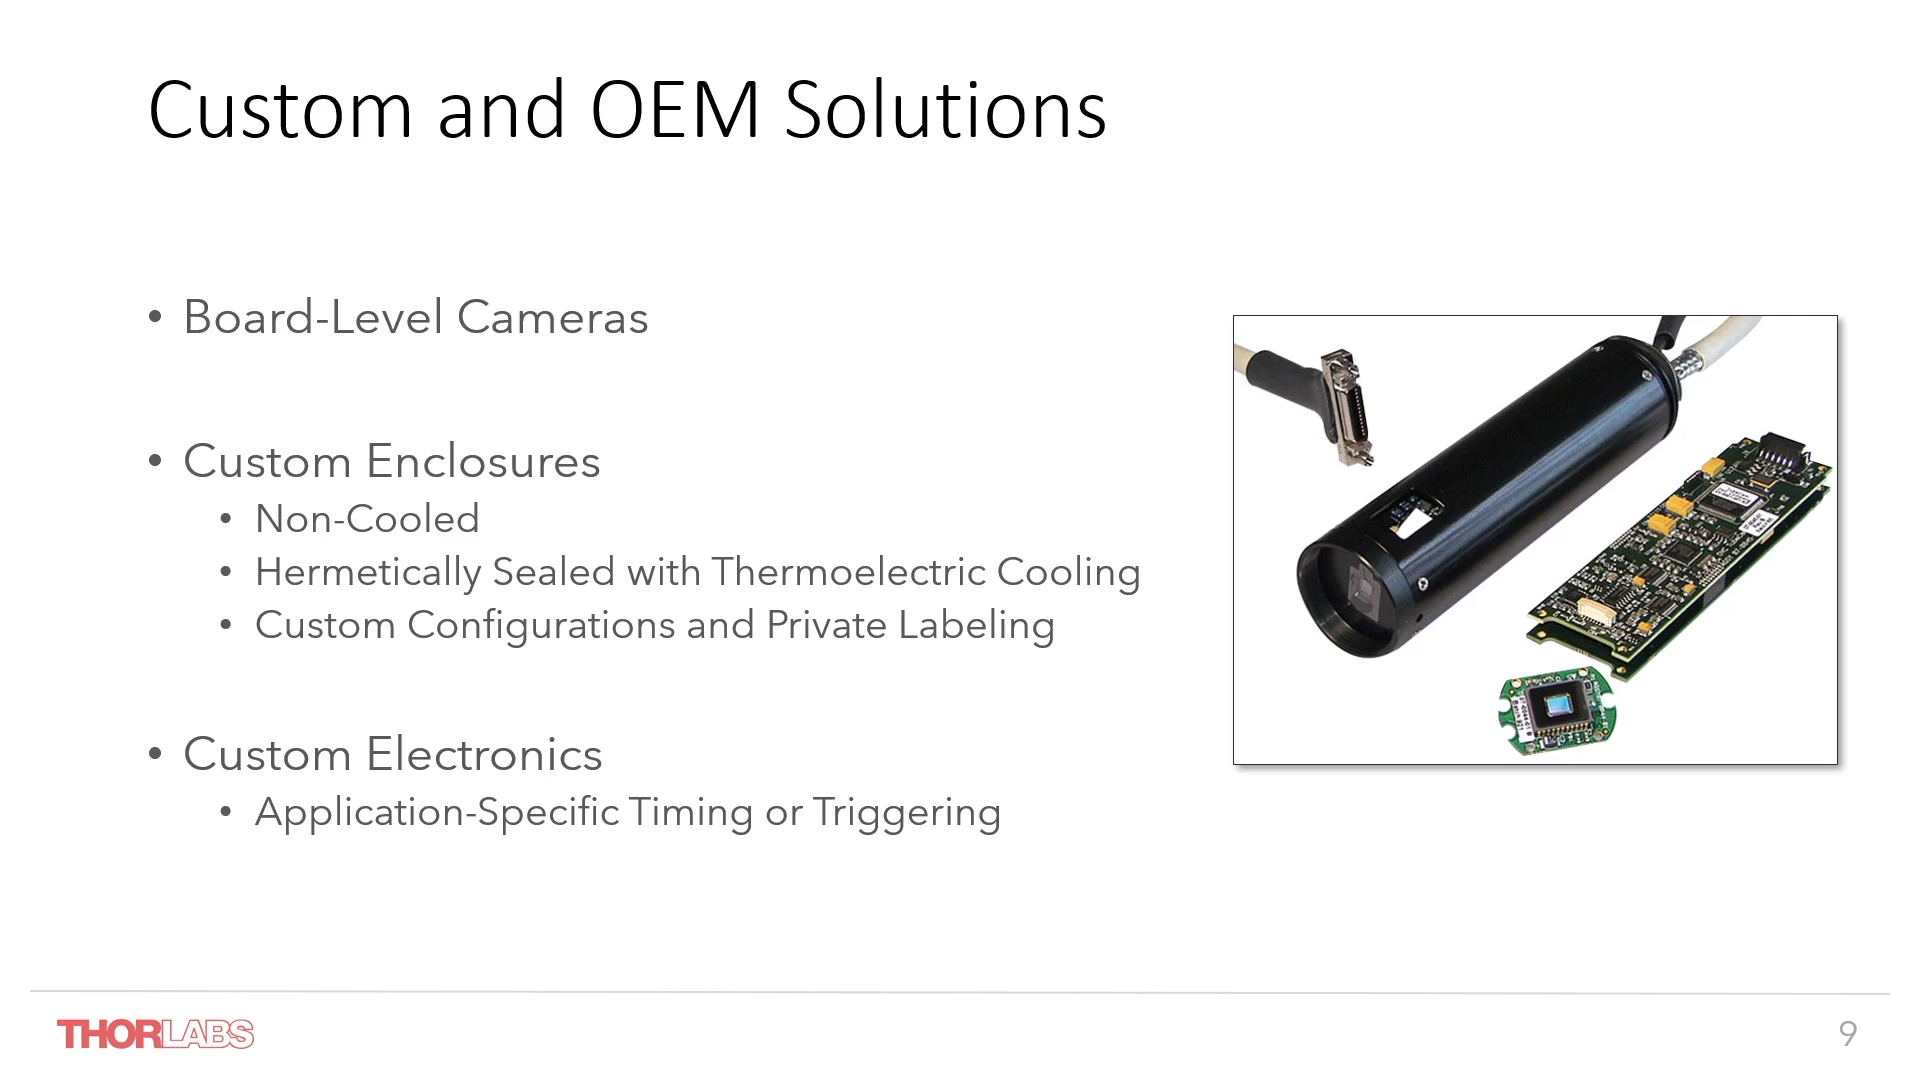 Custom and OEM Solutions
• Board-Level Cameras
• Custom Enclosures
• Non-Cooled
• Hermetically Sealed with Thermoelectric Cooling
• Custom Configurations and Private Labeling
• Custom Electronics
• Application-Specific Timing or Triggering
THORLABS
9